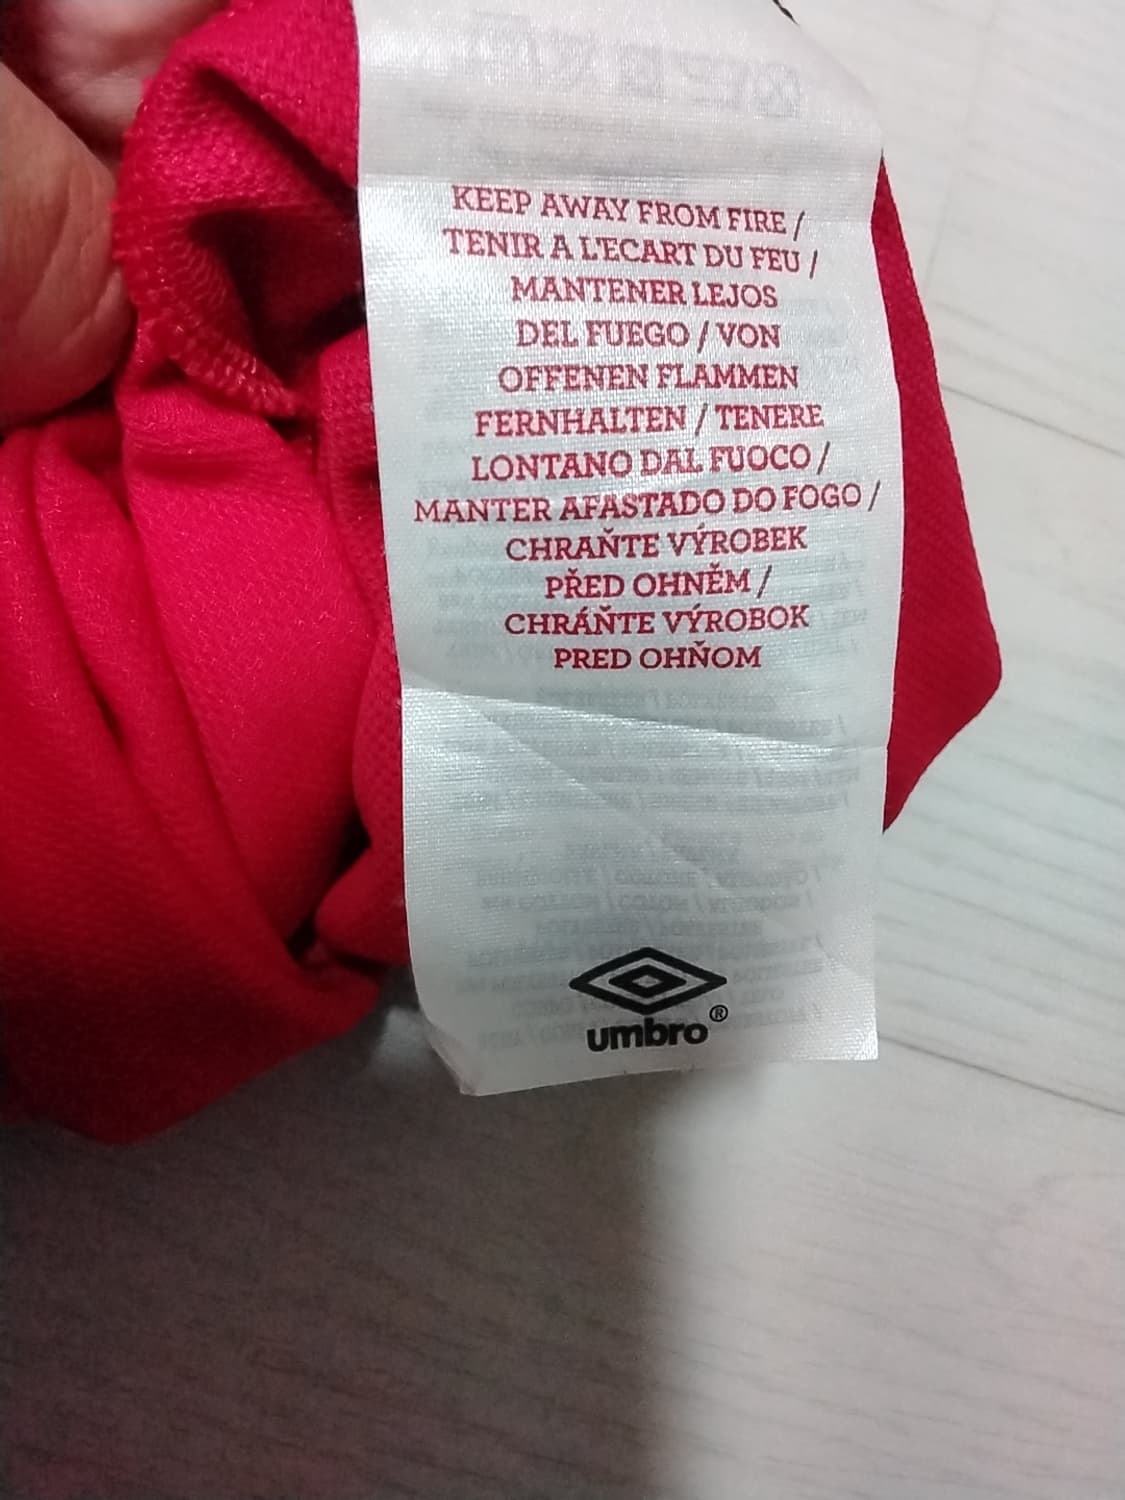 KEEP AWAY FROM FIRE /
TENIR A L'ECART DU FEU /
MANTENER LEJOS
DEL FUEGO / VON
OFFENEN FLAMMEN
FERNHALTEN / TENERE
LONTANO DAL FUOCO /
MANTER AFASTADO DO FOGO /
CHRAŇTE VÝROBEK
PŘED OHNĚM /
CHRÁŇTE VÝROBOK
PRED OHŇOM
umbro®